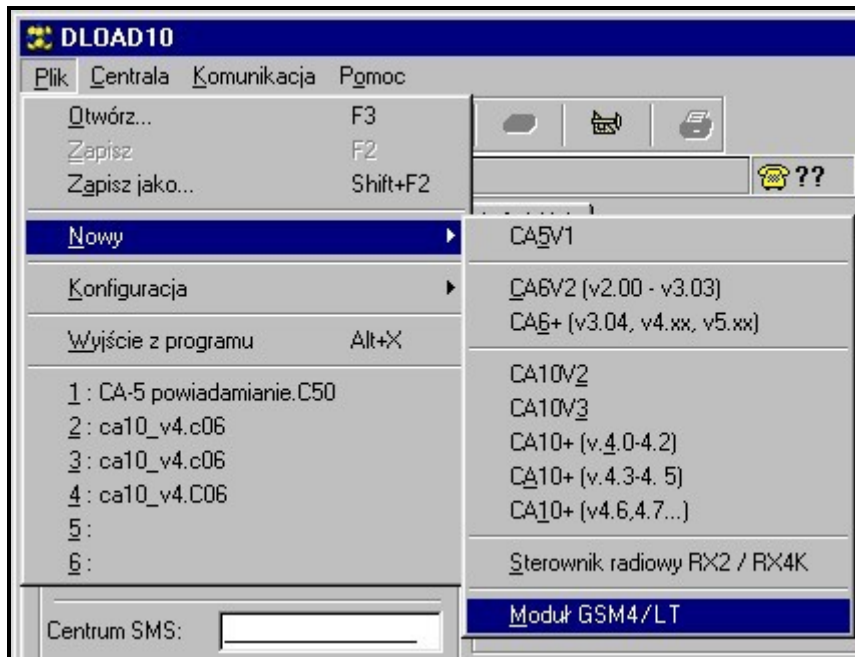 DLOAD10
Plik Centrala Komunikacja Pomoc
Otwórz... F3
Zapisz F2
Zapisz jako... Shift+F2
??
Nowy
Konfiguracja
Wyjście z programu Alt+X
1 : CA-5 powiadamianie.C50
2 : ca10_v4.c06
3 : ca10_v4.c06
4 : ca10_v4.C06
5 :
6 :
CA5V1
CA6V2 (v2.00 - v3.03)
CA6+ (v3.04, v4.xx, v5.xx)
CA10V2
CA10V3
CA10+ (v.4.0-4.2)
CA10+ (v.4.3-4. 5)
CA10+ (v4.6,4.7...)
Sterownik radiowy RX2 / RX4K
Moduł GSM4/LT
Centrum SMS: